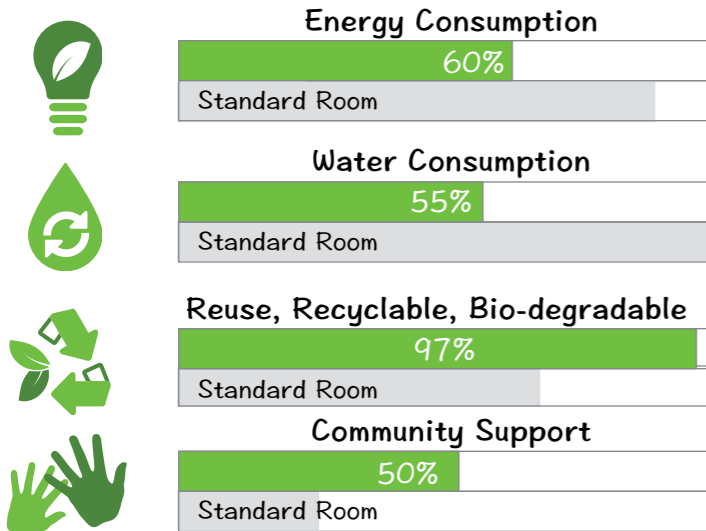 Energy Consumption
60%
Standard Room
Water Consumption
55%
Standard Room
Reuse, Recyclable, Bio-degradable
97%
Standard Room
Community Support
50%
Standard Room